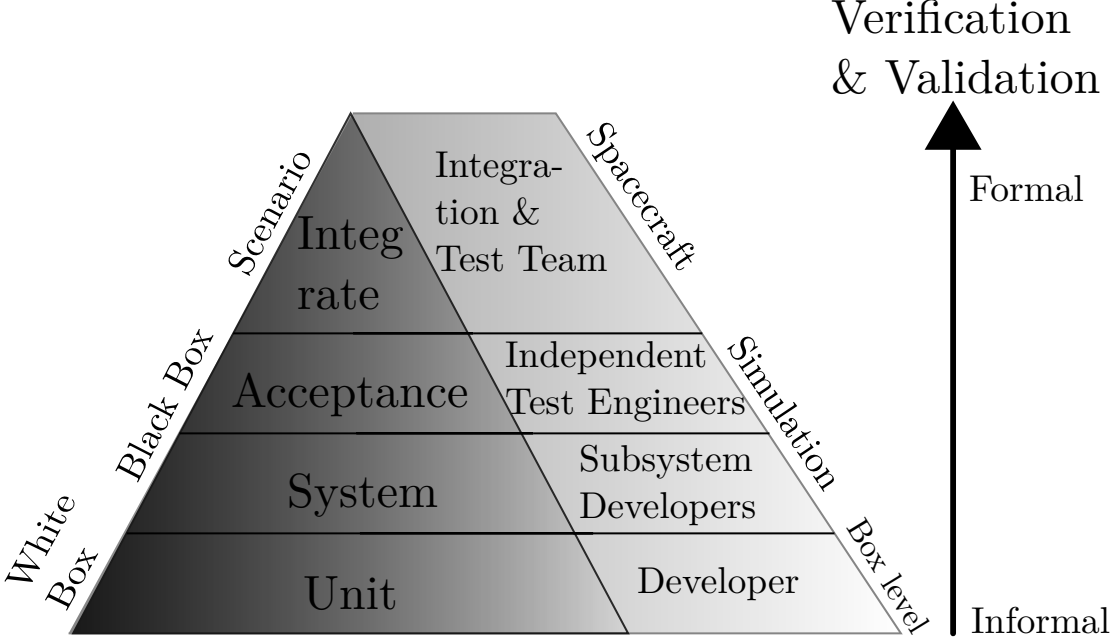 Verification
& Validation
Formal
Informal
Scenario
Black Box
White
Box
Integ
rate
Acceptance
System
Unit
Integra-
tion &
Test Team
Independent
Test Engineers
Subsystem
Developers
Developer
Spacecraft
Simulation
Box level